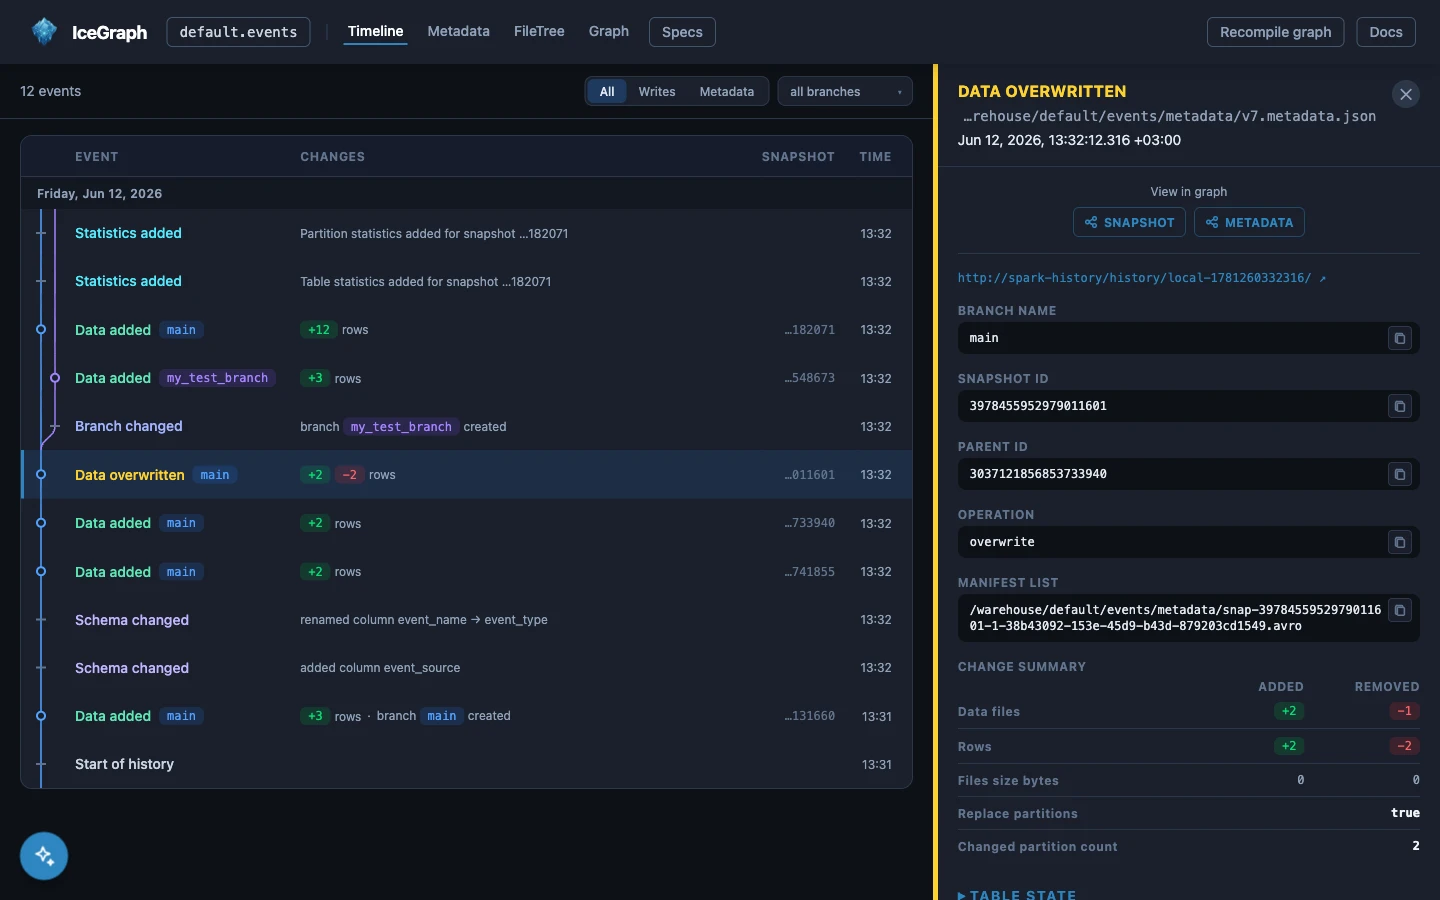 IceGraph default.events Timeline Metadata FileTree Graph Specs Recompile graph Docs
12 events All Writes Metadata all branches
EVENT CHANGES SNAPSHOT TIME
Friday, Jun 12, 2026
Statistics added Partition statistics added for snapshot ...182071 13:32
Statistics added Table statistics added for snapshot ...182071 13:32
Data added main +12 rows …182071 13:32
Data added my_test_branch +3 rows …548673 13:32
Branch changed branch my_test_branch created 13:32
Data overwritten main +2 −2 rows …011601 13:32
Data added main +2 rows …733940 13:32
Data added main +2 rows …741855 13:32
Schema changed renamed column event_name → event_type 13:32
Schema changed added column event_source 13:32
Data added main +3 rows · branch main created …131660 13:31
Start of history 13:31
DATA OVERWRITTEN
…rehouse/default/events/metadata/v7.metadata.json
Jun 12, 2026, 13:32:12.316 +03:00
View in graph
SNAPSHOT METADATA
http://spark-history/history/local-1781260332316/ ↗
BRANCH NAME
main
SNAPSHOT ID
3978455952979011601
PARENT ID
3037121856853733940
OPERATION
overwrite
MANIFEST LIST
/warehouse/default/events/metadata/snap-39784559529790116
01-1-38b43092-153e-45d9-b43d-879203cd1549.avro
CHANGE SUMMARY
ADDED REMOVED
Data files +2 −1
Rows +2 −2
Files size bytes 0 0
Replace partitions true
Changed partition count 2
▸ TABLE STATE